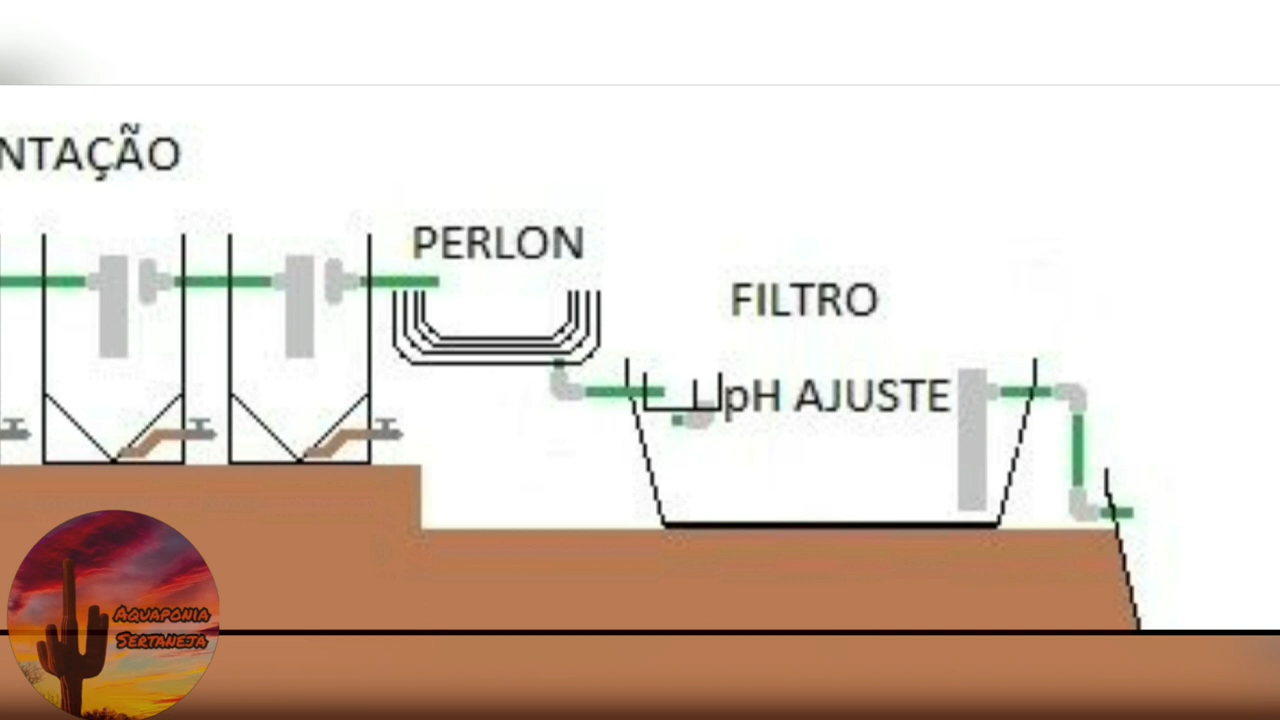 NTAÇÃO
PERLON
FILTRO
pH AJUSTE
AQUAPONIA
SERTANEJA